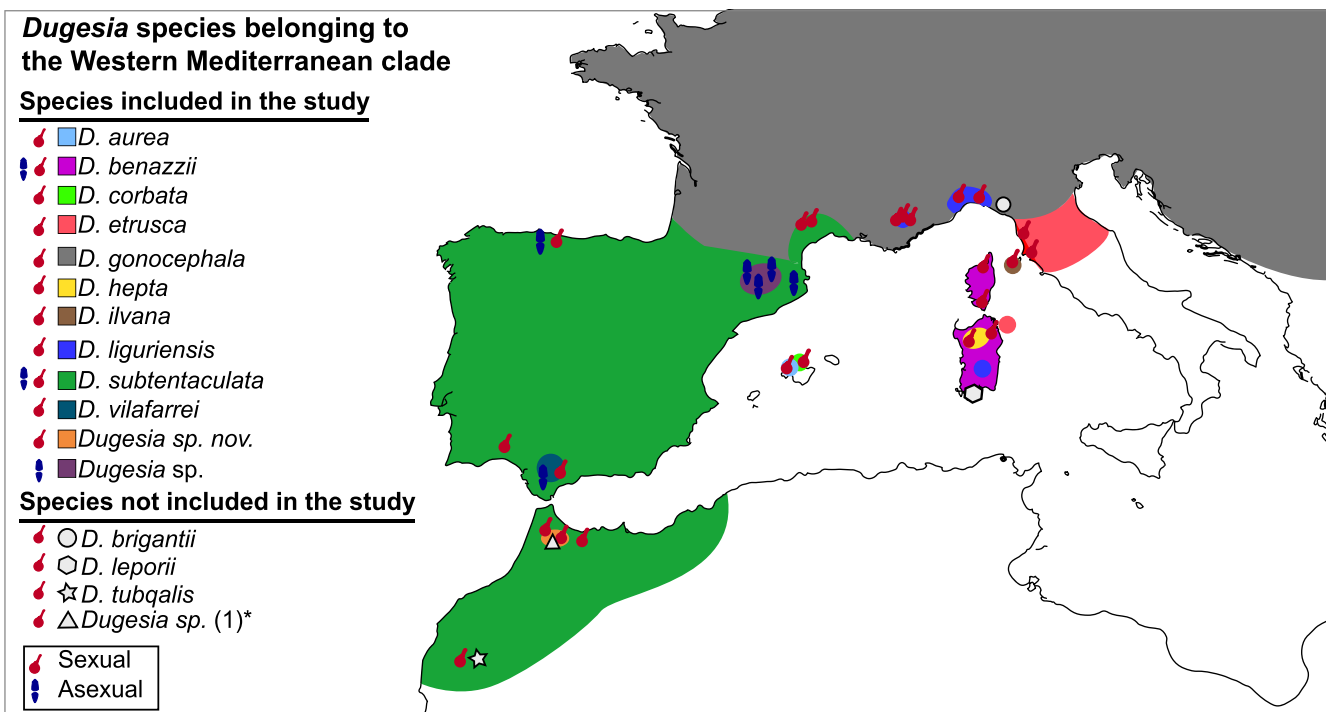 Dugesia species belonging to
the Western Mediterranean clade
Species included in the study
D. aurea
D. benazzii
D. corbata
D. etrusca
D. gonocephala
D. hepta
D. ilvana
D. liguriensis
D. subtentaculata
D. vilafarrei
Dugesia sp. nov.
Dugesia sp.
Species not included in the study
D. brigantii
D. leporii
D. tubqalis
Dugesia sp. (1)*
Sexual
Asexual